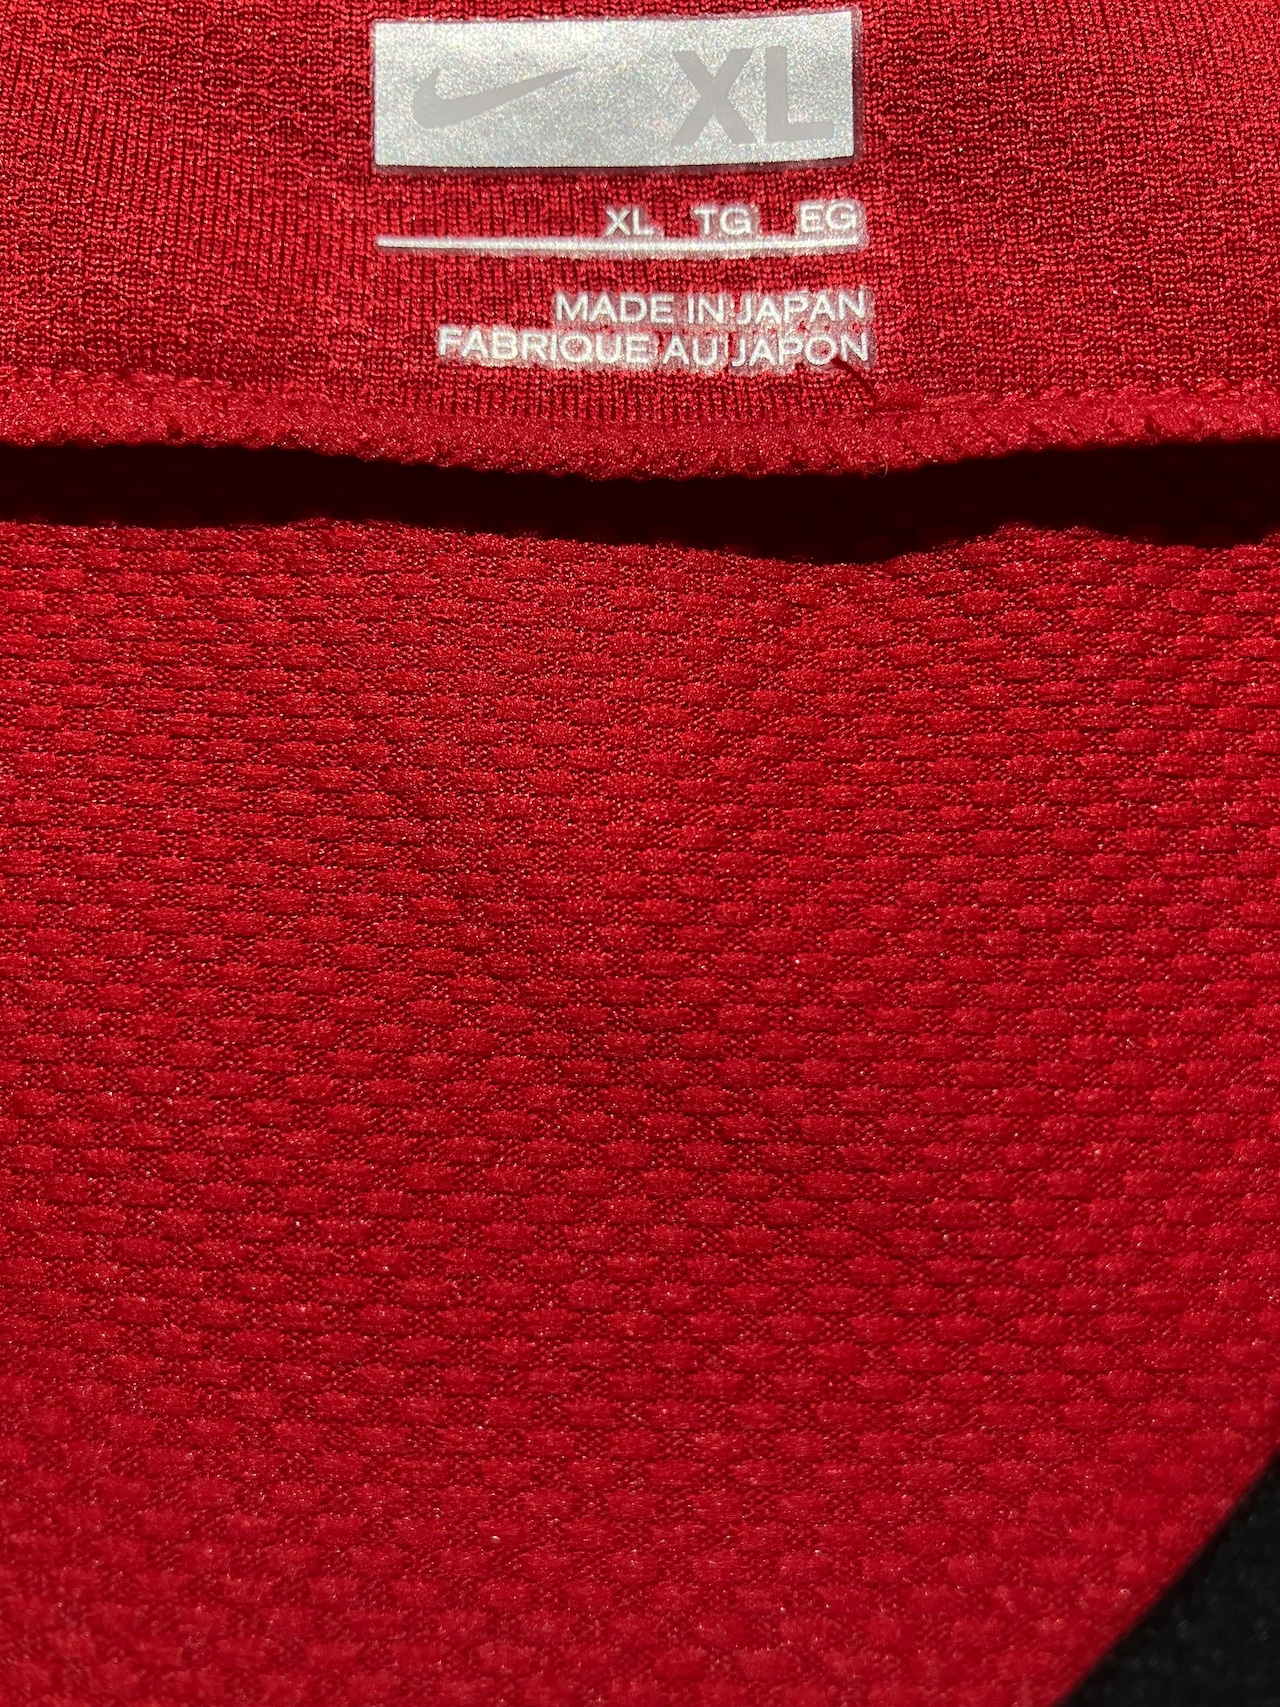 XL
XL TG EG
MADE IN JAPAN
FABRIQUE AU JAPON